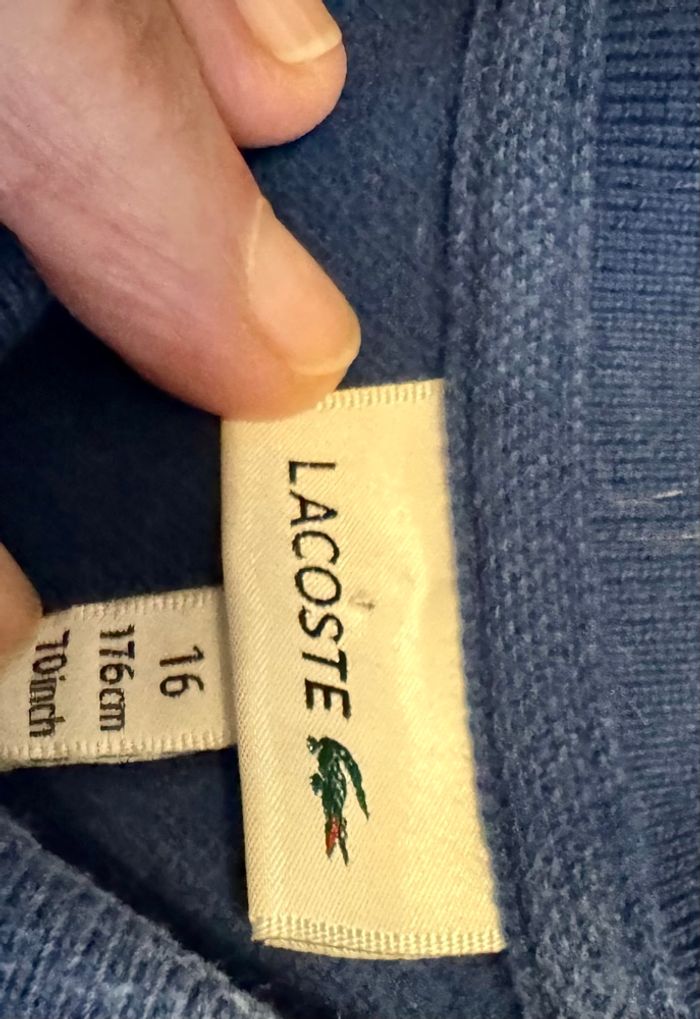 LACOSTE
16
176cm
70inch